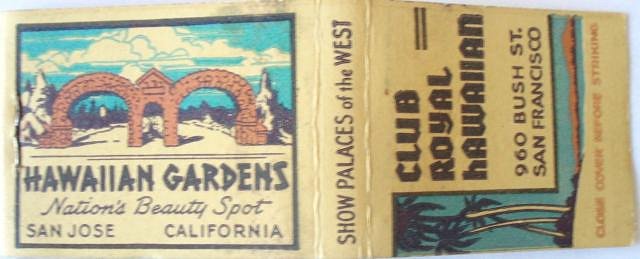 HAWAIIAN GARDENS
Nation's Beauty Spot
SAN JOSE CALIFORNIA
SHOW PALACES of the WEST
CLUB
ROYAL
HAWAIIAN
960 BUSH ST.
SAN FRANCISCO
CLOSE COVER BEFORE STRIKING